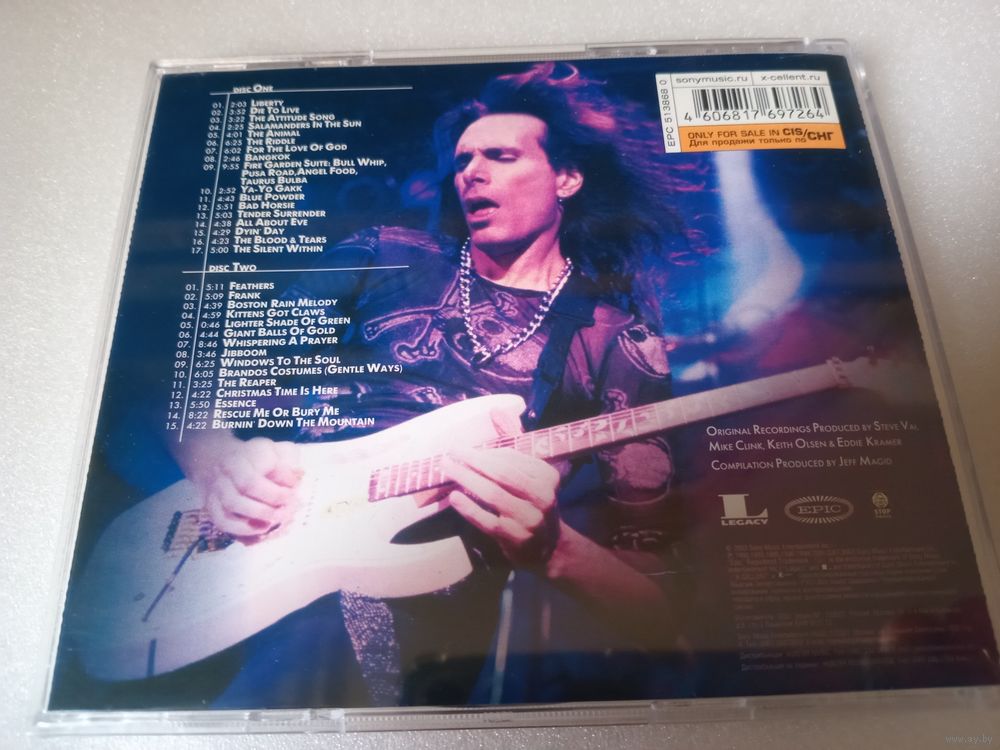 DISC ONE
01. 2:03 LIBERTY
02. 3:52 DIE TO LIVE
03. 3:22 THE ATTITUDE SONG
04. 2:25 SALAMANDERS IN THE SUN
05. 4:01 THE ANIMAL
06. 6:25 THE RIDDLE
07. 6:02 FOR THE LOVE OF GOD
08. 2:46 BANGKOK
09. 9:55 FIRE GARDEN SUITE: BULL WHIP,
PUSA ROAD, ANGEL FOOD,
TAURUS BULBA
10. 2:52 YA-YO GAKK
11. 4:43 BLUE POWDER
12. 5:51 BAD HORSIE
13. 5:03 TENDER SURRENDER
14. 4:38 ALL ABOUT EVE
15. 4:29 DYIN' DAY
16. 4:23 THE BLOOD & TEARS
17. 5:00 THE SILENT WITHIN
DISC TWO
01. 5:11 FEATHERS
02. 5:09 FRANK
03. 4:39 BOSTON RAIN MELODY
04. 4:59 KITTENS GOT CLAWS
05. 0:46 LIGHTER SHADE OF GREEN
06. 4:44 GIANT BALLS OF GOLD
07. 8:46 WHISPERING A PRAYER
08. 3:46 JIBBOOM
09. 6:25 WINDOWS TO THE SOUL
10. 6:05 BRANDOS COSTUMES (GENTLE WAYS)
11. 3:25 THE REAPER
12. 4:22 CHRISTMAS TIME IS HERE
13. 5:50 ESSENCE
14. 8:22 RESCUE ME OR BURY ME
15. 4:22 BURNIN' DOWN THE MOUNTAIN
sonymusic.ru x-cellent.ru
EPC 513868 0
4 606817 697264
ONLY FOR SALE IN CIS/СНГ
Для продажи только по
ORIGINAL RECORDINGS PRODUCED BY STEVE VAI,
MIKE CLINK, KEITH OLSEN & EDDIE KRAMER
COMPILATION PRODUCED BY JEFF MAGID
L
LEGACY
EPIC
STOP
www.ay.by